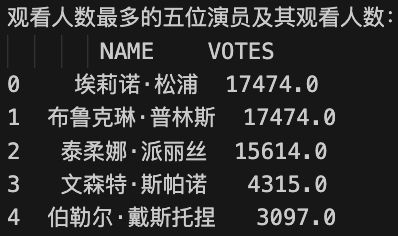 观看人数最多的五位演员及其观看人数：
NAME VOTES
0 埃莉诺·松浦 17474.0
1 布鲁克琳·普林斯 17474.0
2 泰柔娜·派丽丝 15614.0
3 文森特·斯帕诺 4315.0
4 伯勒尔·戴斯托捏 3097.0